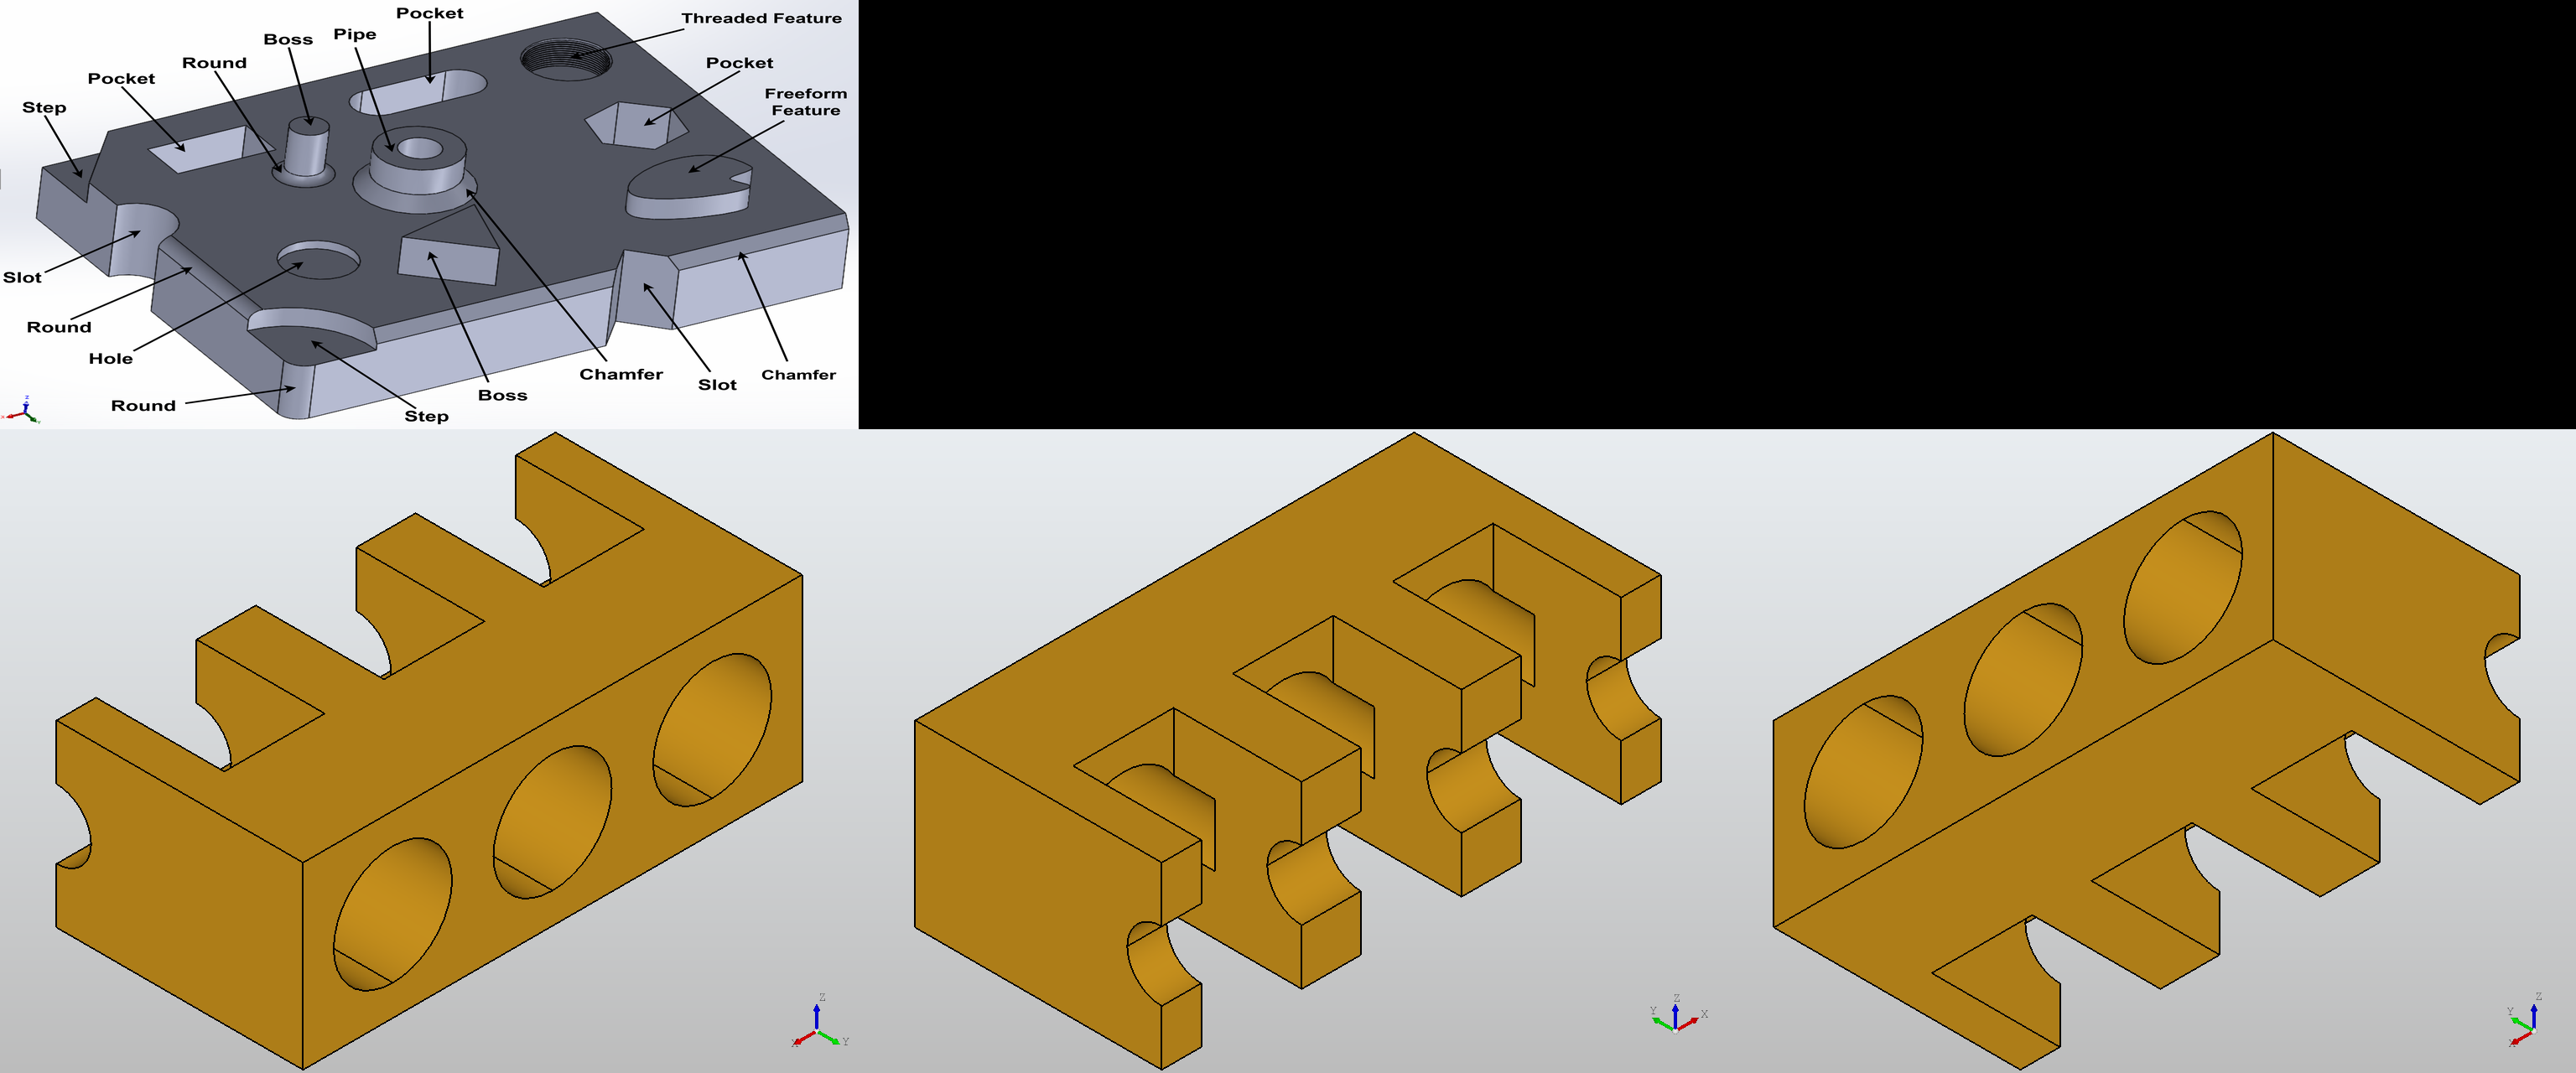 Pocket
Threaded Feature
Boss
Pipe
Round
Pocket
Pocket
Step
Freeform
Feature
Slot
Round
Hole
Chamfer
Slot
Chamfer
Boss
Round
Step
Z
X
Y
Y
Z
X
Z
Y
X